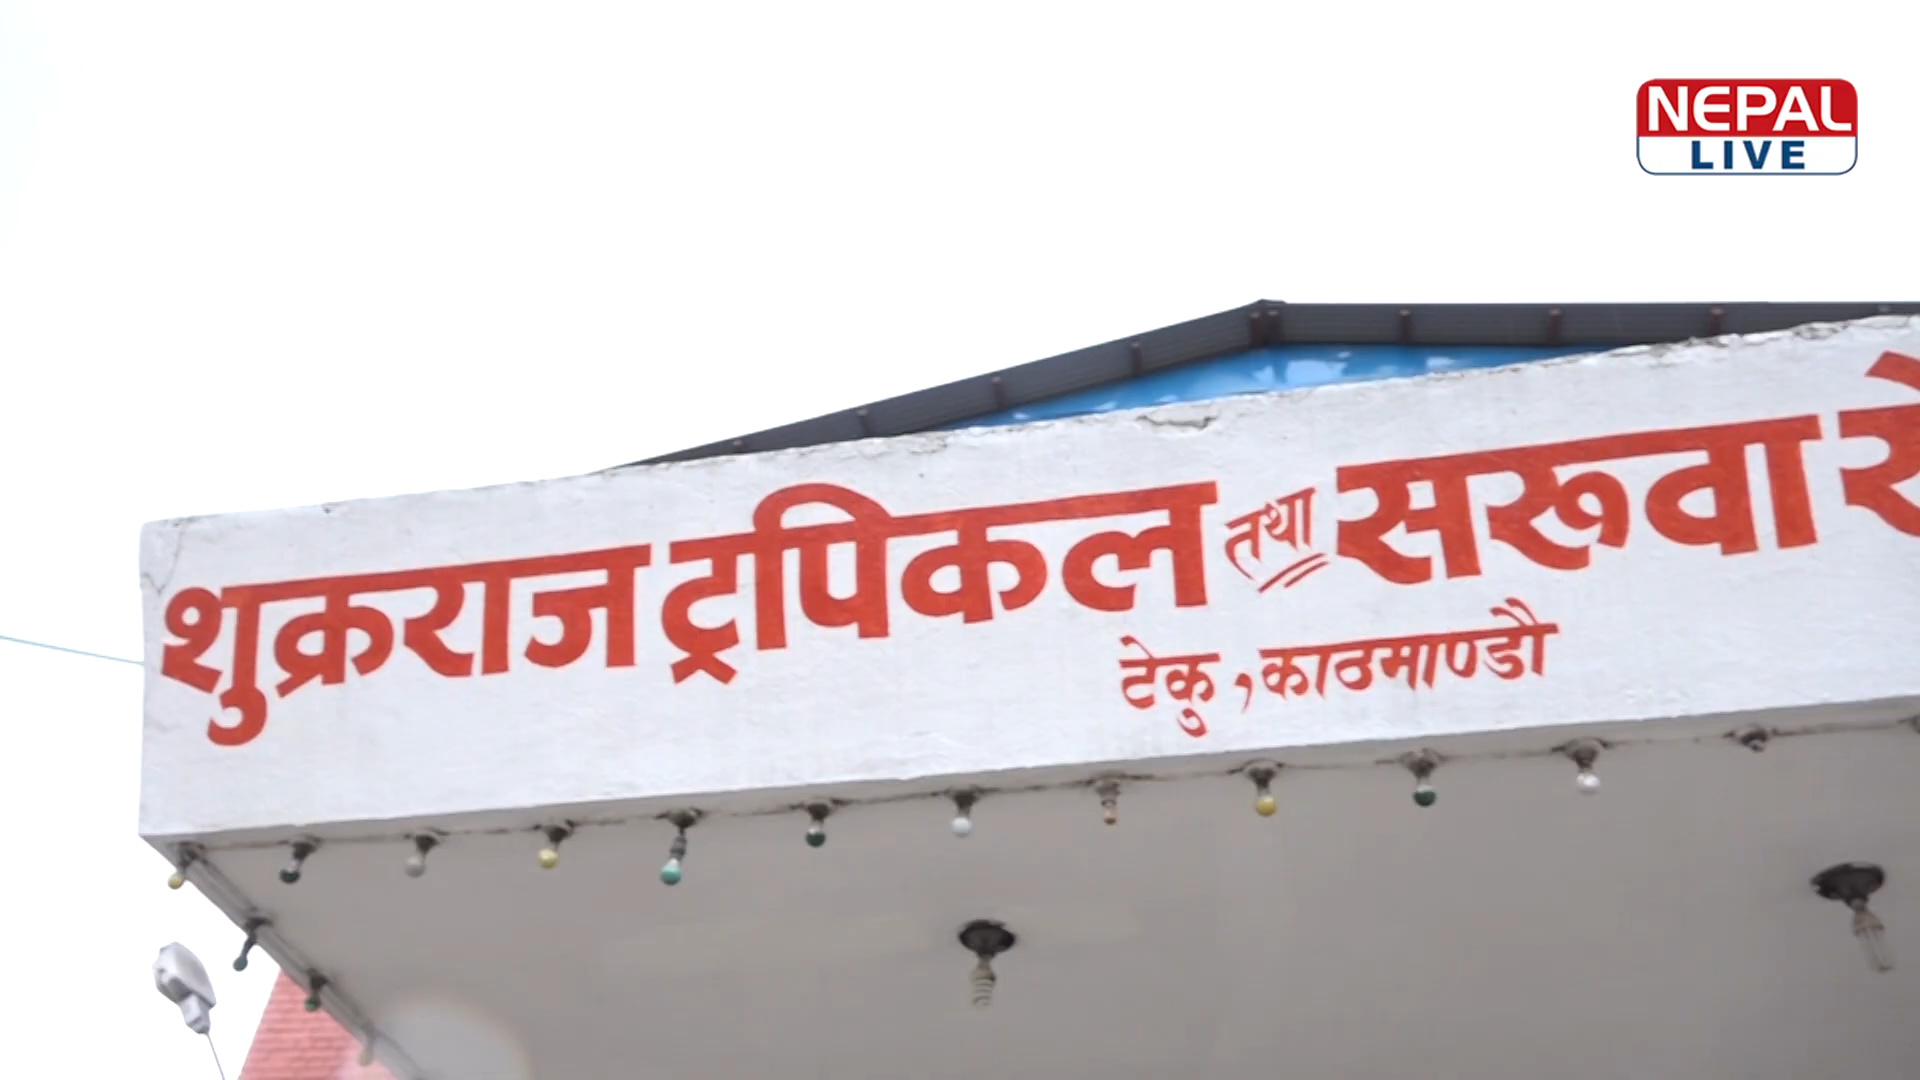 NEPAL
LIVE
शुक्रराज ट्रपिकल तथा सरूवा
टेकु, काठमाण्डौ